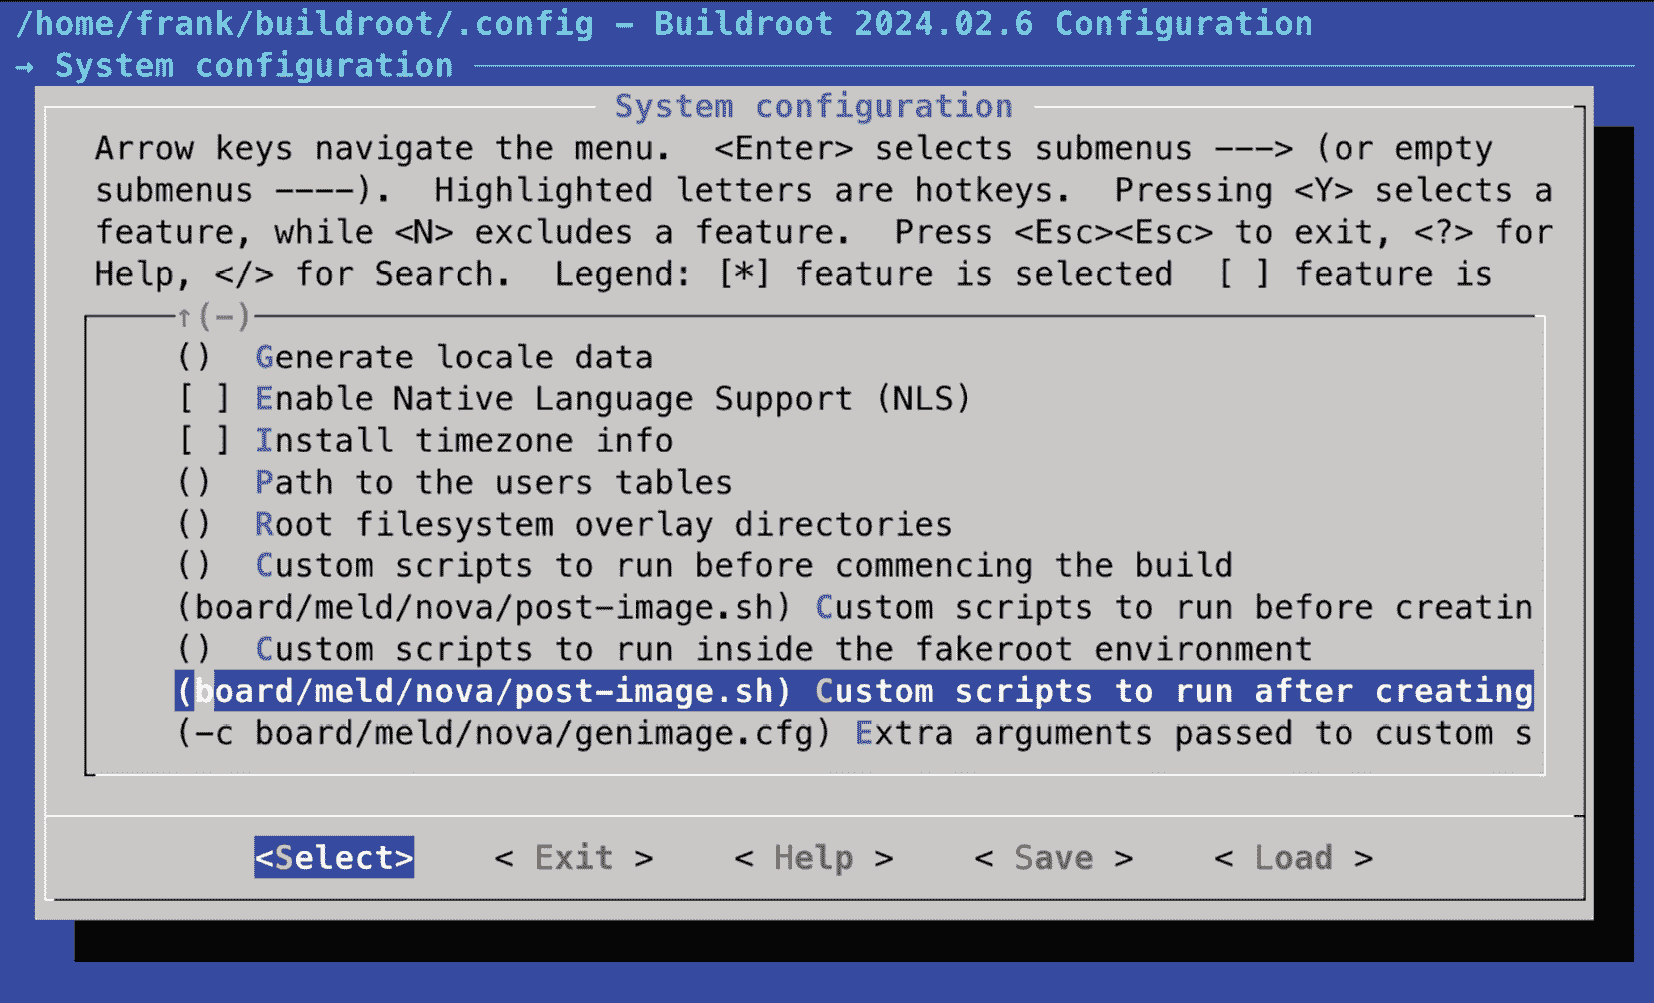 /home/frank/buildroot/.config – Buildroot 2024.02.6 Configuration
→ System configuration
System configuration
Arrow keys navigate the menu.  <Enter> selects submenus ---> (or empty
submenus ----).  Highlighted letters are hotkeys.  Pressing <Y> selects a
feature, while <N> excludes a feature.  Press <Esc><Esc> to exit, <?> for
Help, </> for Search.  Legend: [*] feature is selected  [ ] feature is
↑(-)
()  Generate locale data
[ ] Enable Native Language Support (NLS)
[ ] Install timezone info
()  Path to the users tables
()  Root filesystem overlay directories
()  Custom scripts to run before commencing the build
(board/meld/nova/post-image.sh) Custom scripts to run before creatin
()  Custom scripts to run inside the fakeroot environment
(board/meld/nova/post-image.sh) Custom scripts to run after creating
(-c board/meld/nova/genimage.cfg) Extra arguments passed to custom s
<Select>    < Exit >    < Help >    < Save >    < Load >